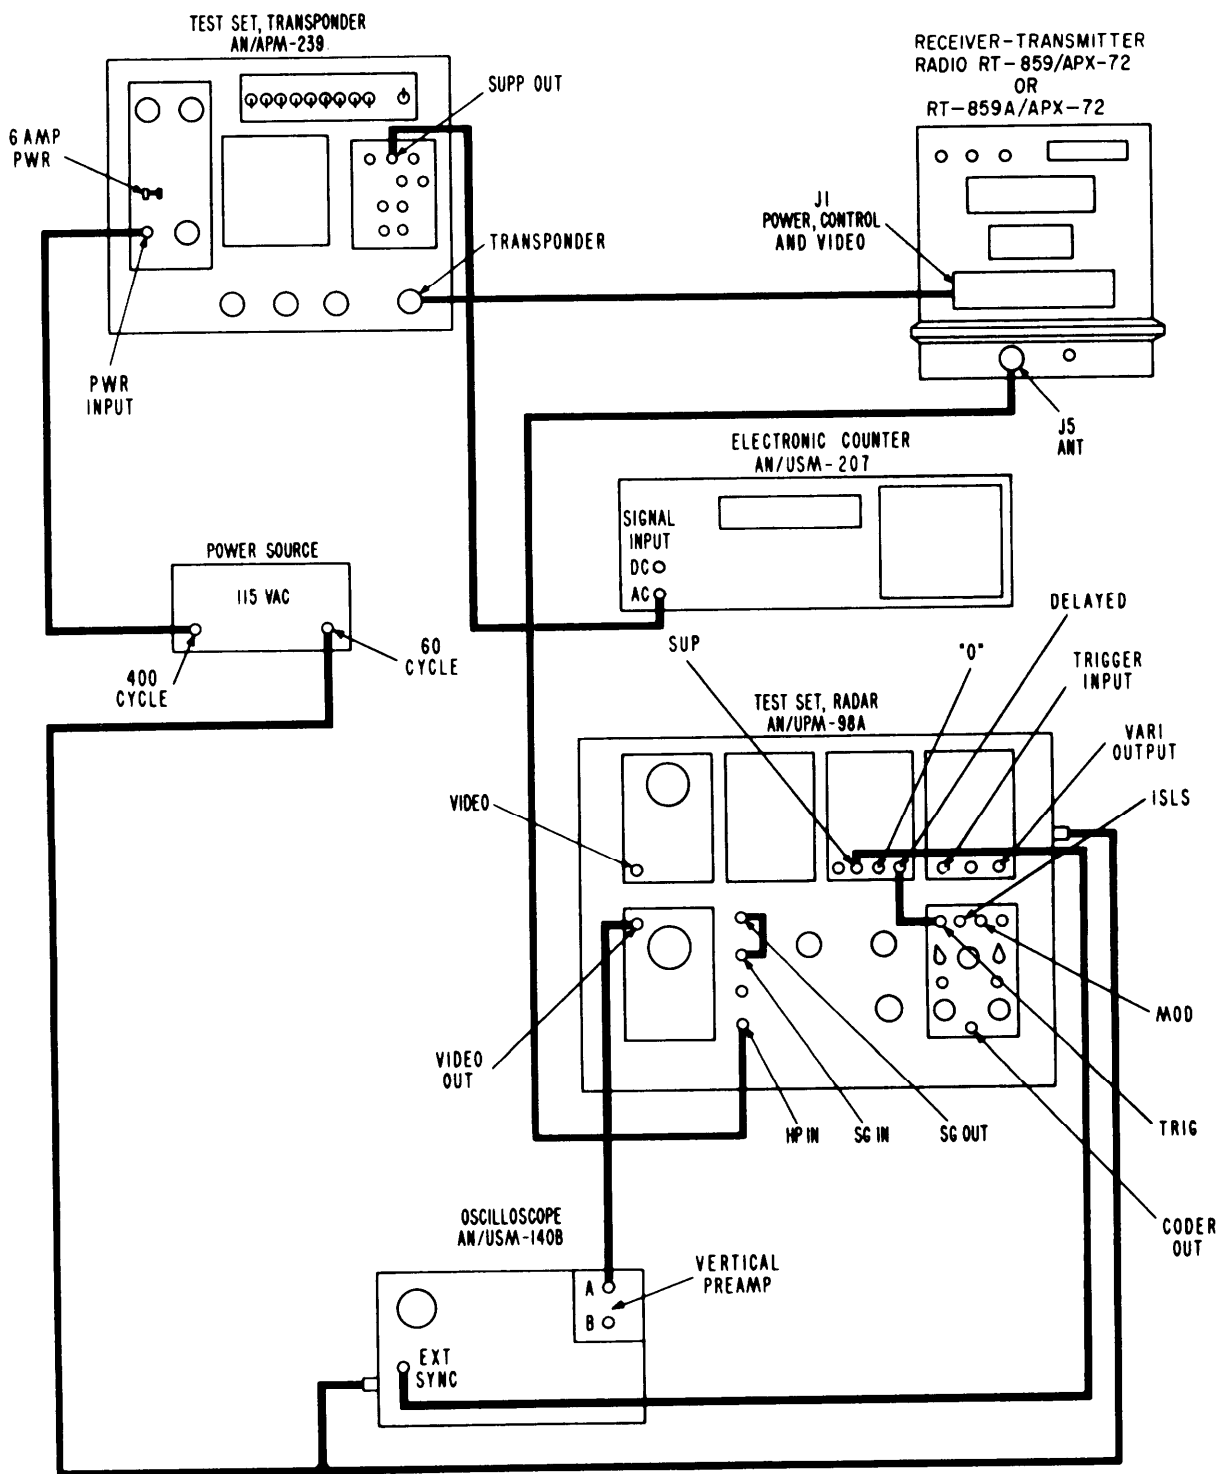 TEST SET, TRANSPONDER
AN/APM-239
SUPP OUT
6 AMP
PWR
TRANSPONDER
PWR
INPUT
RECEIVER-TRANSMITTER
RADIO RT-859/APX-72
OR
RT-859A/APX-72
J1
POWER, CONTROL
AND VIDEO
J5
ANT
ELECTRONIC COUNTER
AN/USM-207
SIGNAL
INPUT
DC
AC
POWER SOURCE
115 VAC
400
CYCLE
60
CYCLE
SUP
"0"
DELAYED
TRIGGER
INPUT
TEST SET, RADAR
AN/UPM-98A
VARI
OUTPUT
ISLS
VIDEO
VIDEO
OUT
MOD
HP IN
SG IN
SG OUT
TRIG
CODER
OUT
OSCILLOSCOPE
AN/USM-140B
VERTICAL
PREAMP
A
B
EXT
SYNC